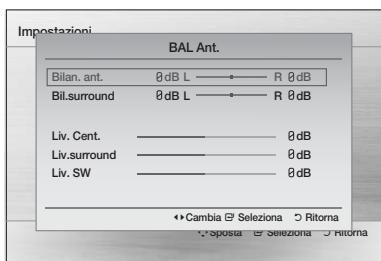 Impostazioni
BAL Ant.
Bilan. ant. 0dB L R 0dB
Bil.surround 0dB L R 0dB
Liv. Cent. 0dB
Liv.surround 0dB
Liv. SW 0dB
Cambia Seleziona Ritorna
Sposta Seleziona Ritorna